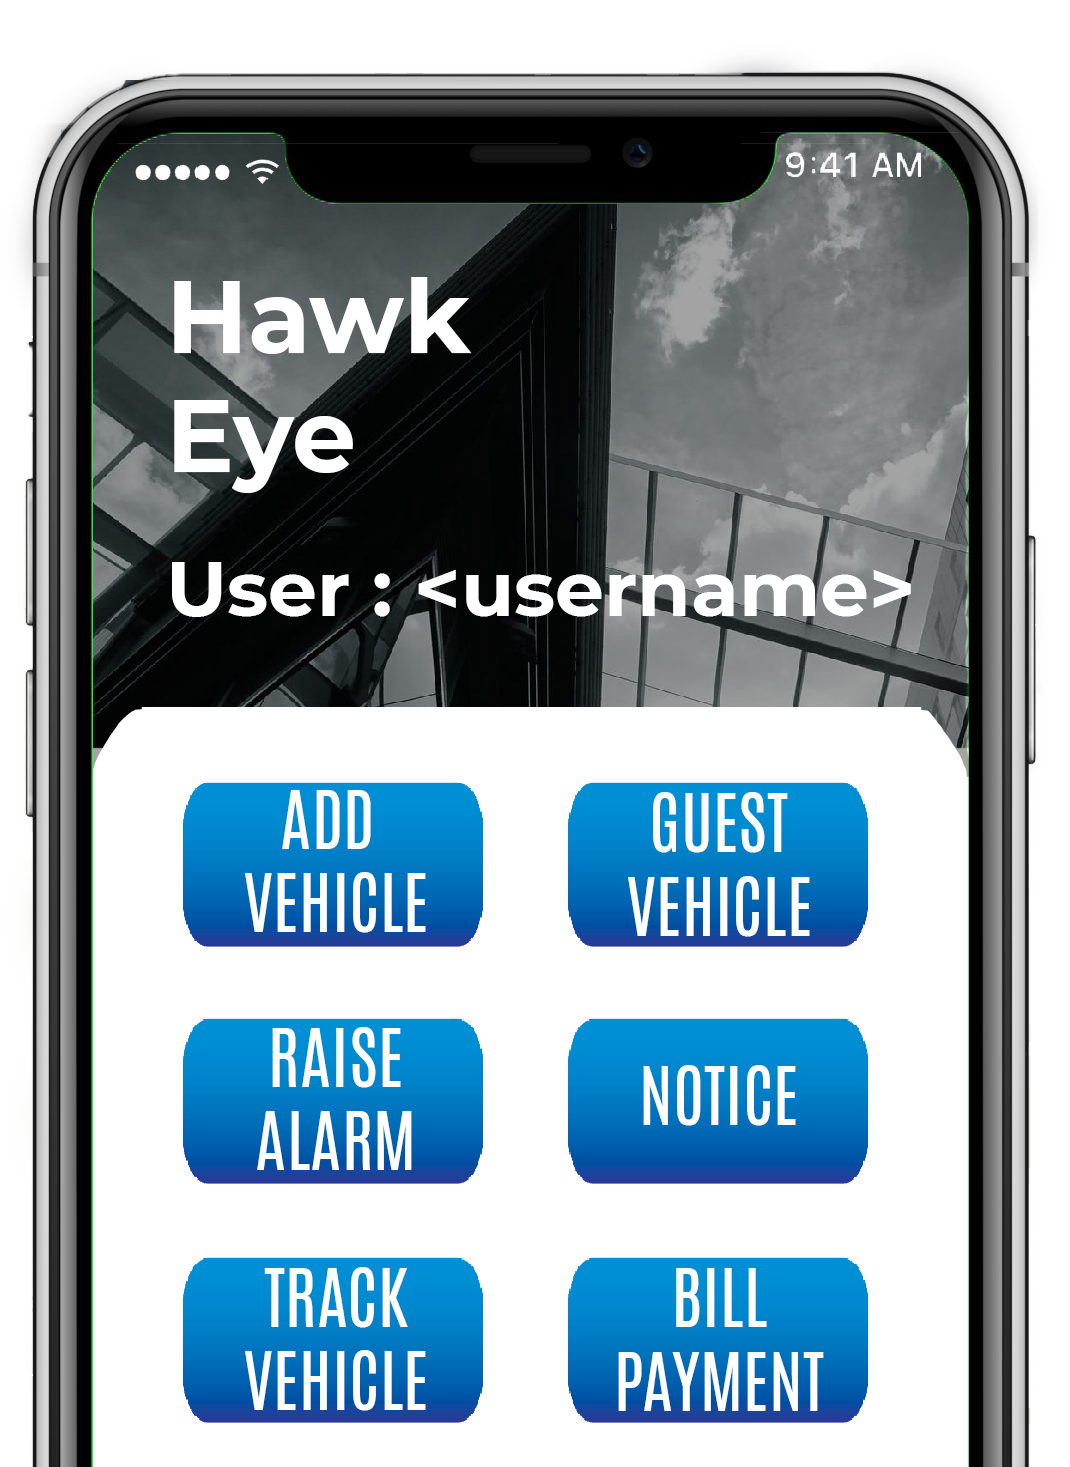 9:41 AM
Hawk
Eye
User : <username>
ADD
VEHICLE
GUEST
VEHICLE
RAISE
ALARM
NOTICE
TRACK
VEHICLE
BILL
PAYMENT